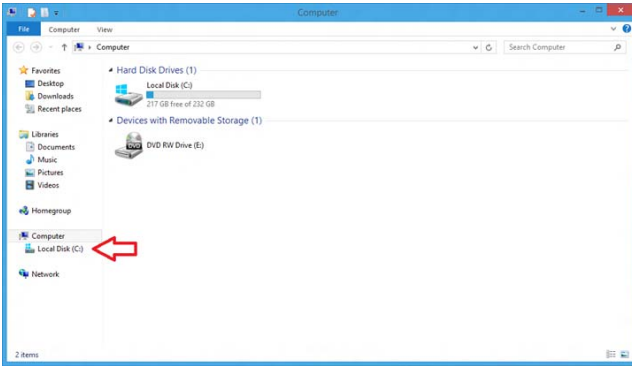 Computer
File Computer View
Computer
Search Computer
Favorites
Desktop
Downloads
Recent places
Libraries
Documents
Music
Pictures
Videos
Homegroup
Computer
Local Disk (C:)
Network
Hard Disk Drives (1)
Local Disk (C:)
217 GB free of 232 GB
Devices with Removable Storage (1)
DVD
DVD RW Drive (E:)
2 items